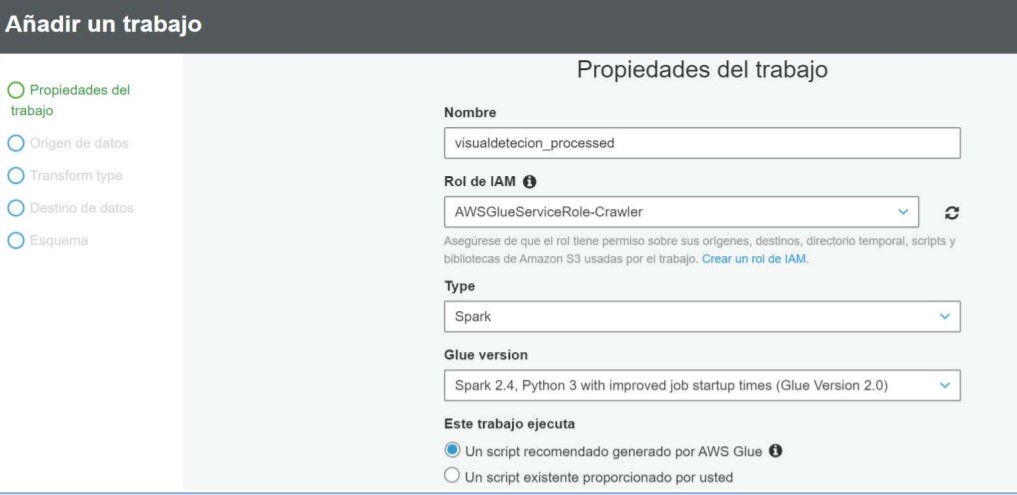 Añadir un trabajo
Propiedades del
trabajo
Origen de datos
Transform type
Destino de datos
Esquema
Propiedades del trabajo
Nombre
visualdetecion_processed
Rol de IAM
AWSGlueServiceRole-Crawler
Asegúrese de que el rol tiene permiso sobre sus orígenes, destinos, directorio temporal, scripts y
bibliotecas de Amazon S3 usadas por el trabajo. Crear un rol de IAM.
Type
Spark
Glue version
Spark 2.4, Python 3 with improved job startup times (Glue Version 2.0)
Este trabajo ejecuta
Un script recomendado generado por AWS Glue
Un script existente proporcionado por usted